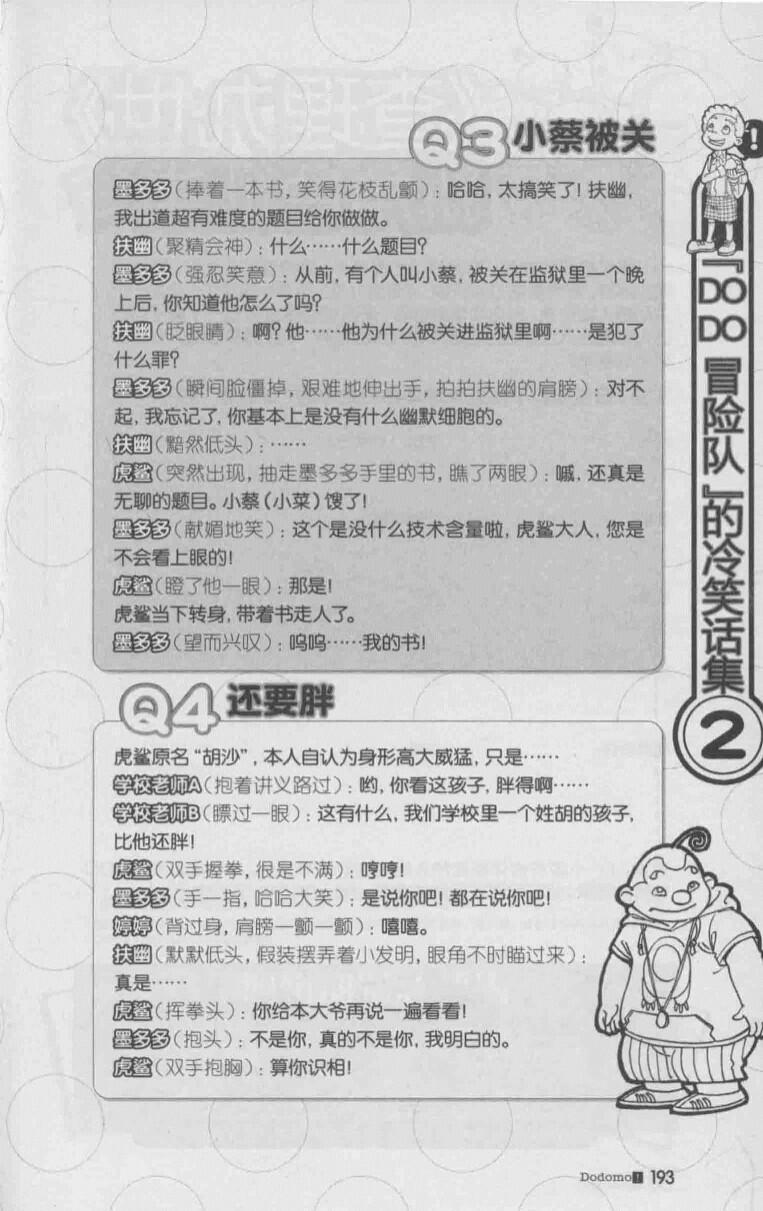 Q3 小蔡被关
墨多多（捧着一本书，笑得花枝乱颤）：哈哈，太搞笑了！扶幽，
我出道超有难度的题目给你做做。
扶幽（聚精会神）：什么……什么题目？
墨多多（强忍笑意）：从前，有个人叫小蔡，被关在监狱里一个晚
上后，你知道他怎么了吗？
扶幽（眨眼睛）：啊？他……他为什么被关进监狱里啊……是犯了
什么罪？
墨多多（瞬间脸僵掉，艰难地伸出手，拍拍扶幽的肩膀）：对不
起，我忘记了，你基本上是没有什么幽默细胞的。
扶幽（黯然低头）：……
虎鲨（突然出现，抽走墨多多手里的书，瞧了两眼）：嘁，还真是
无聊的题目。小蔡（小菜）馊了！
墨多多（献媚地笑）：这个是没什么技术含量啦，虎鲨大人，您是
不会看上眼的！
虎鲨（瞪了他一眼）：那是！
虎鲨当下转身，带着书走人了。
墨多多（望而兴叹）：呜呜……我的书！
Q4 还要胖
虎鲨原名“胡沙”，本人自认为身形高大威猛，只是……
学校老师A（抱着讲义路过）：哟，你看这孩子，胖得啊……
学校老师B（瞟过一眼）：这有什么，我们学校里一个姓胡的孩子，
比他还胖！
虎鲨（双手握拳，很是不满）：哼哼！
墨多多（手一指，哈哈大笑）：是说你吧！都在说你吧！
婷婷（背过身，肩膀一颤一颤）：嘻嘻。
扶幽（默默低头，假装摆弄着小发明，眼角不时瞄过来）：
真是……
虎鲨（挥拳头）：你给本大爷再说一遍看看！
墨多多（抱头）：不是你，真的不是你，我明白的。
虎鲨（双手抱胸）：算你识相！
!
『DODO冒险队』的冷笑话集
2
Dodomo! 193